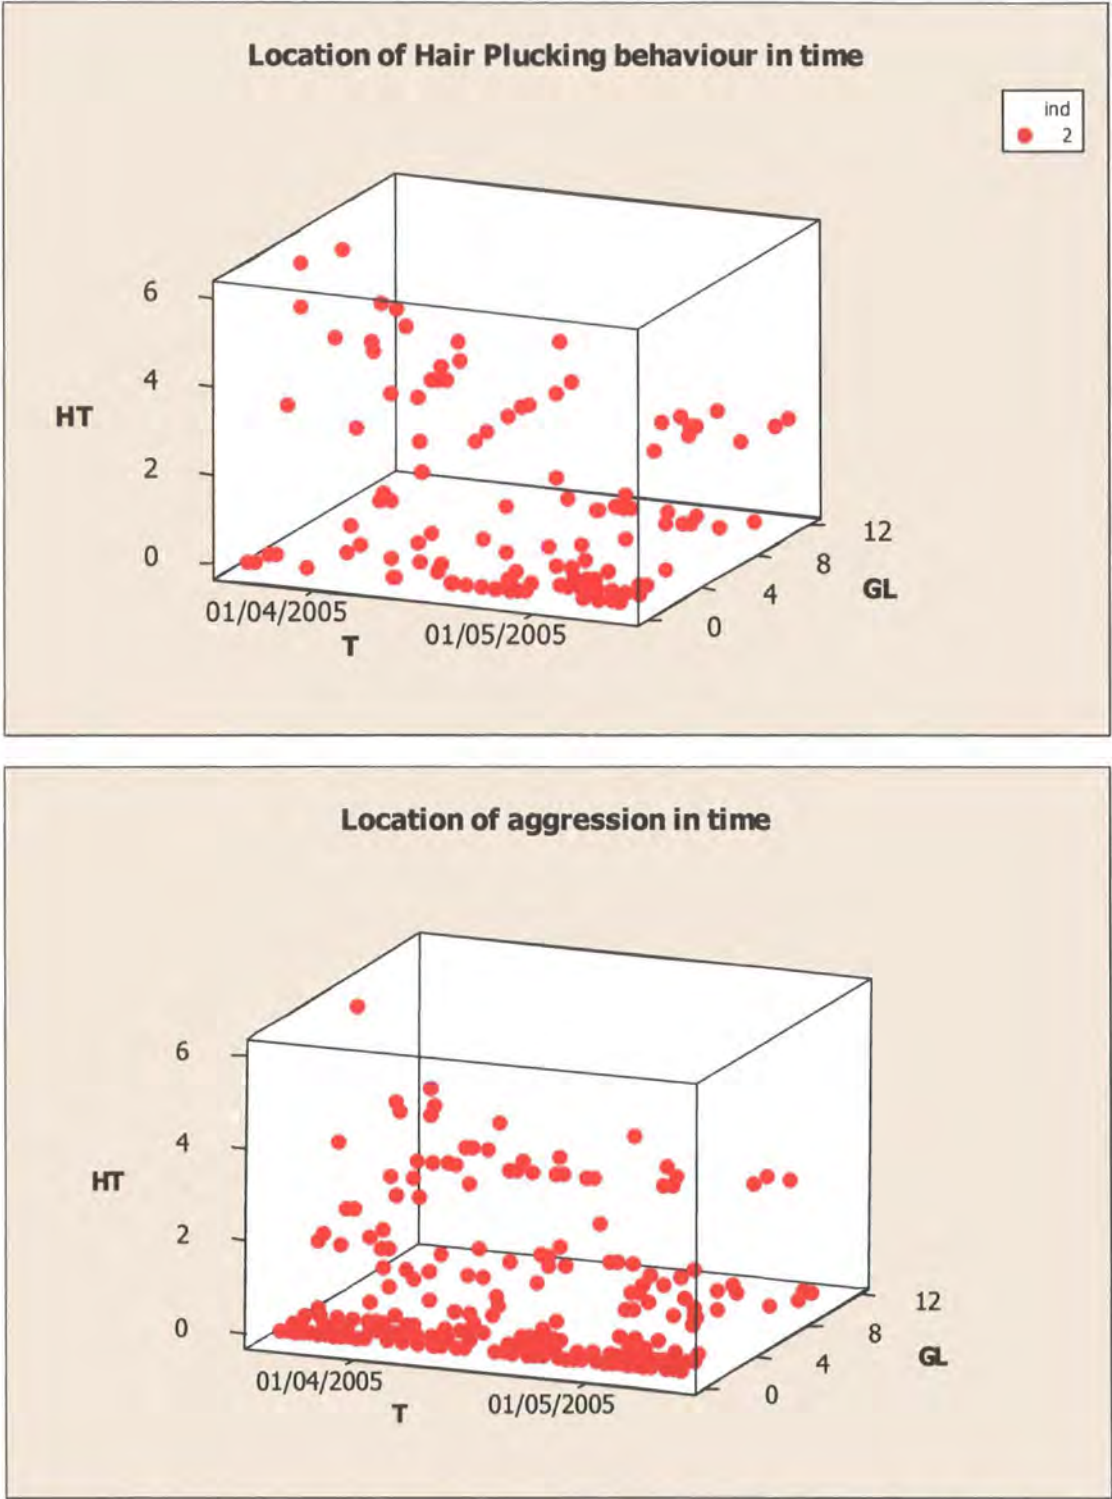 Location of Hair Plucking behaviour in time
ind
2
6
4
HT
2
0
12
8
GL
4
0
01/04/2005
01/05/2005
T
Location of aggression in time
6
4
HT
2
0
12
8
GL
4
0
01/04/2005
01/05/2005
T